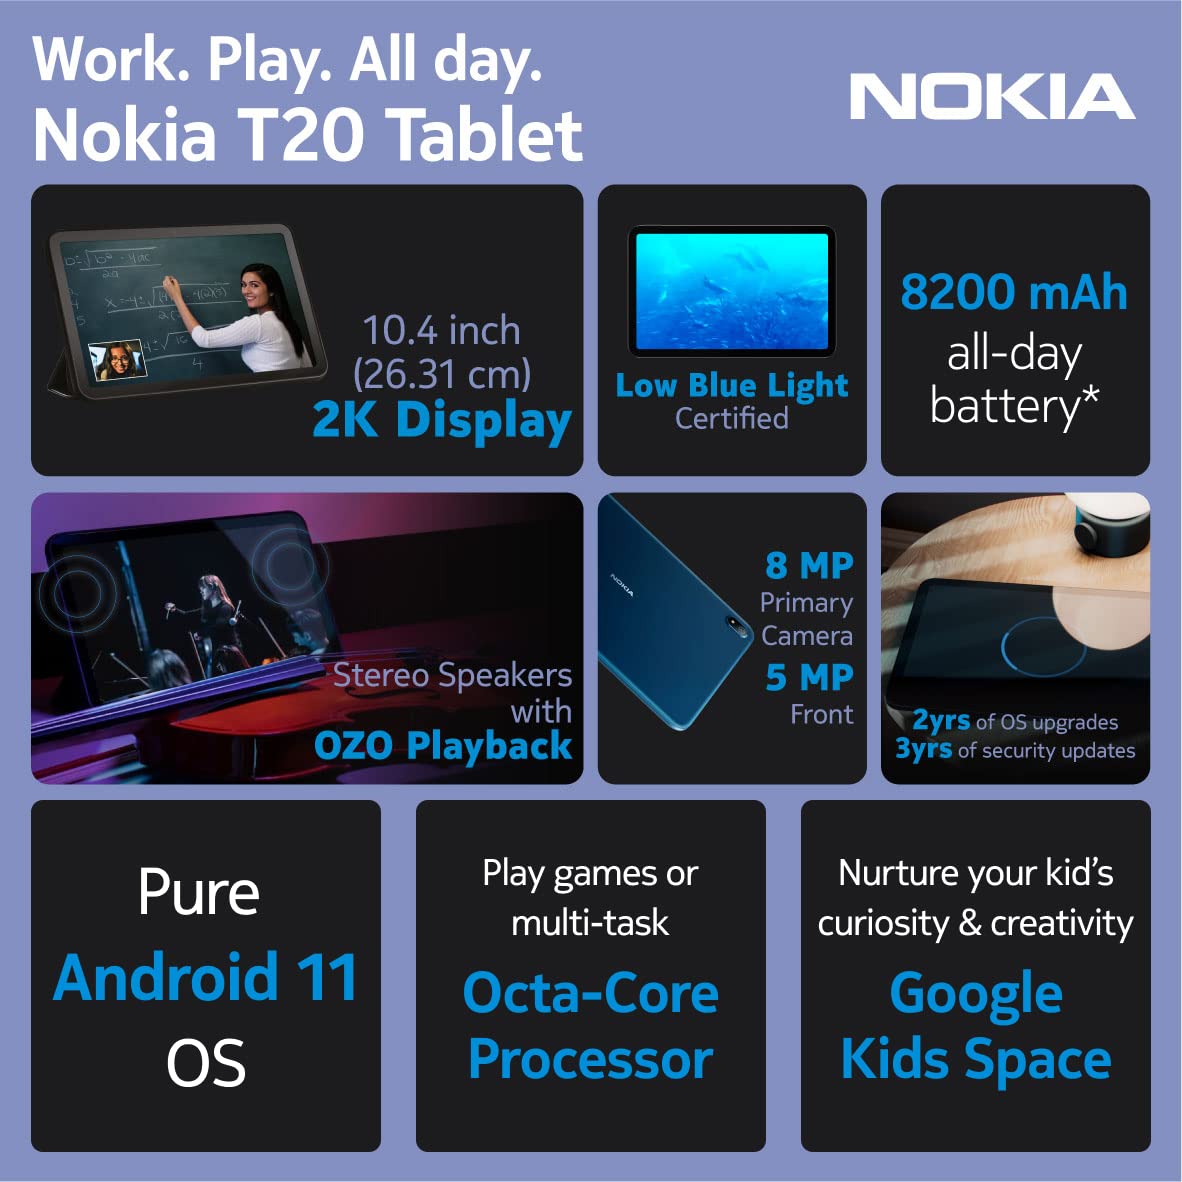 Work. Play. All day.
Nokia T20 Tablet
NOKIA
10.4 inch
(26.31 cm)
2K Display
Low Blue Light
Certified
8200 mAh
all-day
battery*
Stereo Speakers
with
OZO Playback
NOKIA
8 MP
Primary
Camera
5 MP
Front
2yrs of OS upgrades
3yrs of security updates
Pure
Android 11
OS
Play games or
multi-task
Octa-Core
Processor
Nurture your kid’s
curiosity & creativity
Google
Kids Space